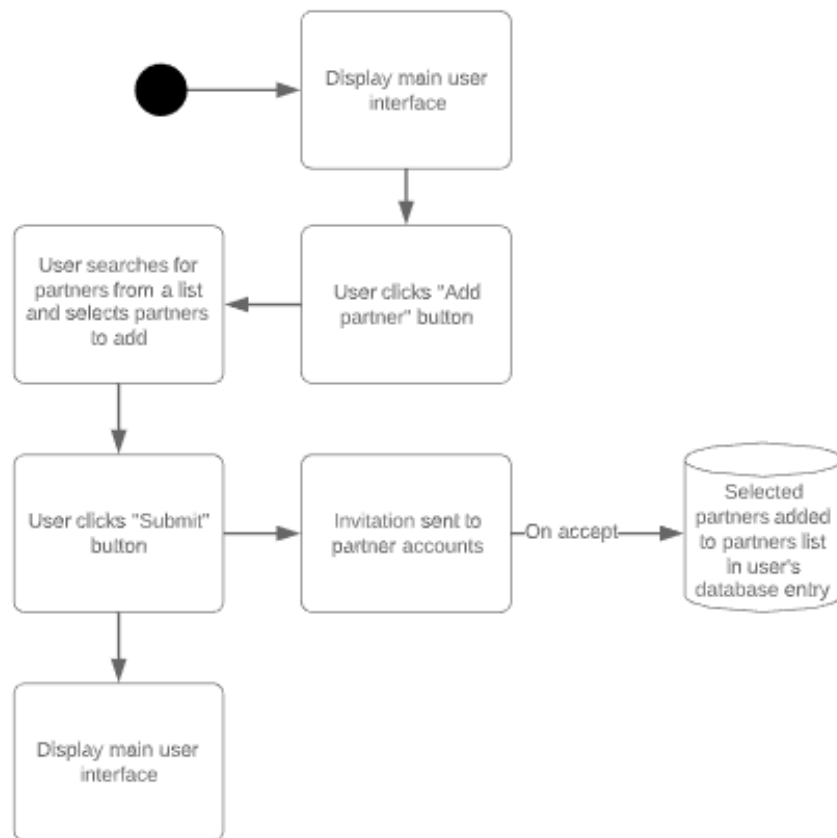 Display main user
interface
User searches for
partners from a list
and selects partners
to add
User clicks "Add
partner" button
User clicks "Submit"
button
Invitation sent to
partner accounts
On accept
Selected
partners added
to partners list
in user's
database entry
Display main user
interface